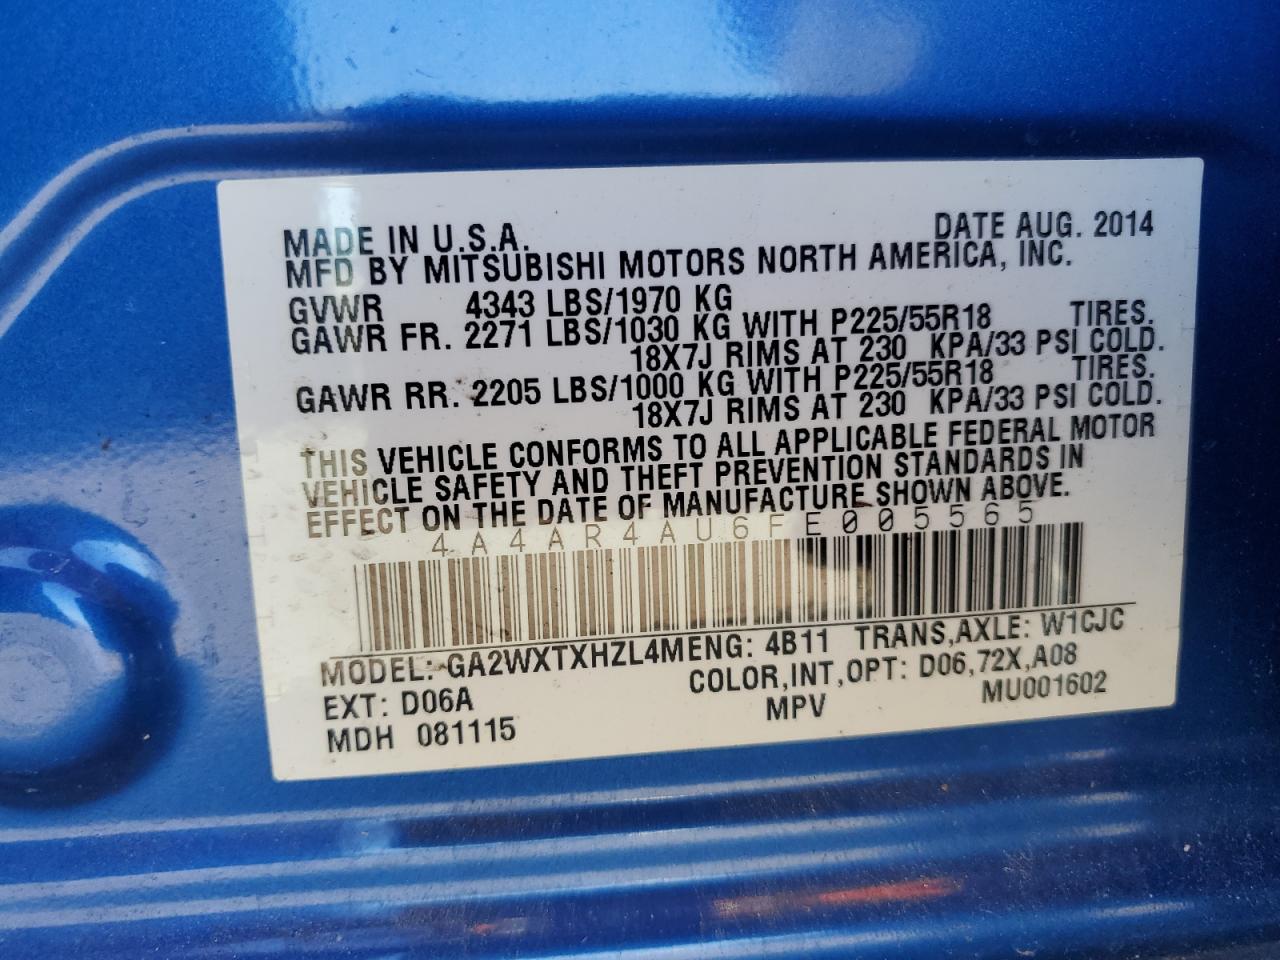 MADE IN U.S.A. DATE AUG. 2014
MFD BY MITSUBISHI MOTORS NORTH AMERICA, INC.
GVWR 4343 LBS/1970 KG
GAWR FR. 2271 LBS/1030 KG WITH P225/55R18 TIRES.
18X7J RIMS AT 230 KPA/33 PSI COLD.
GAWR RR. 2205 LBS/1000 KG WITH P225/55R18 TIRES.
18X7J RIMS AT 230 KPA/33 PSI COLD.
THIS VEHICLE CONFORMS TO ALL APPLICABLE FEDERAL MOTOR
VEHICLE SAFETY AND THEFT PREVENTION STANDARDS IN
EFFECT ON THE DATE OF MANUFACTURE SHOWN ABOVE.
4A4AR4AU6FE005565
MODEL: GA2WXTXHZL4MENG: 4B11 TRANS,AXLE: W1CJC
EXT: D06A COLOR,INT,OPT: D06,72X,A08
MDH 081115 MPV MU001602